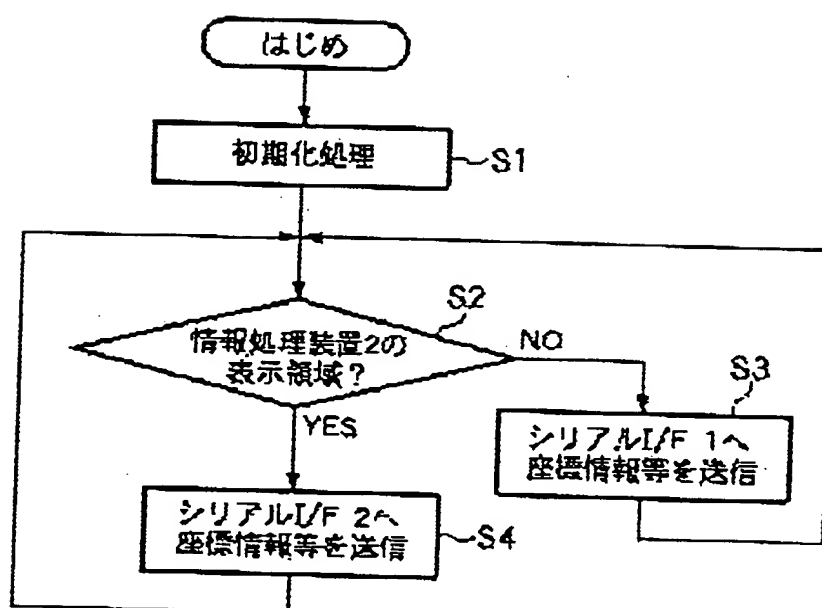 はじめ
初期化処理
S1
S2
情報処理装置2の
表示領域?
NO
YES
S3
シリアルI/F 1へ
座標情報等を送信
シリアルI/F 2へ
座標情報等を送信
S4